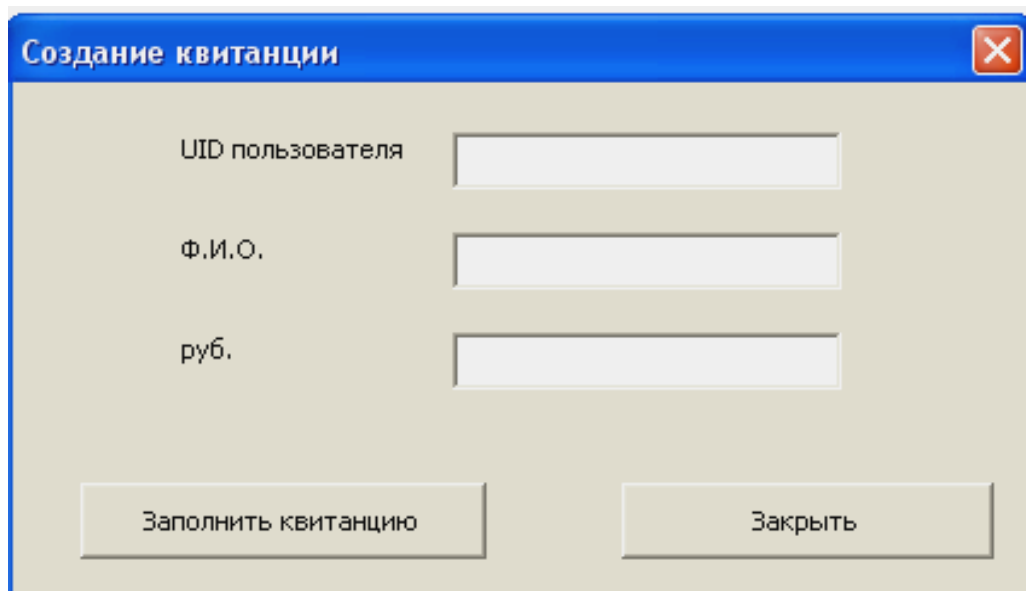 Создание квитанции
UID пользователя
Ф.И.О.
руб.
Заполнить квитанцию
Закрыть